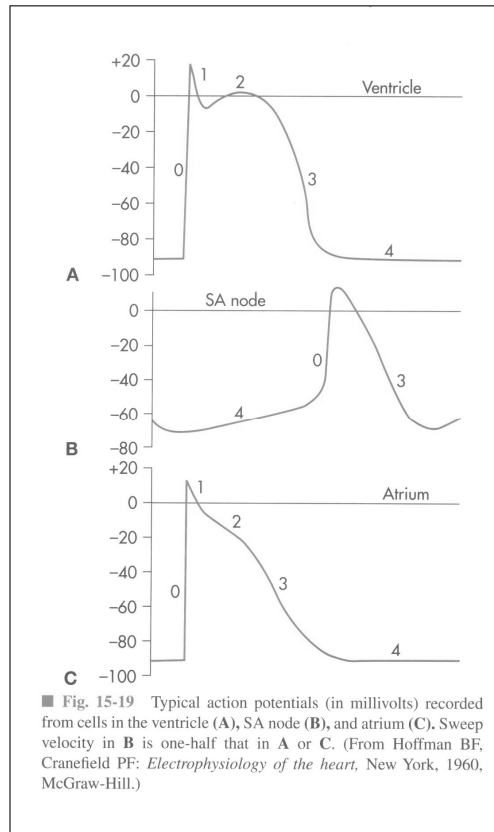 +20
1
2
Ventricle
0
−20
0
−40
3
−60
−80
4
A
−100
SA node
0
−20
0
3
−40
4
−60
B
−80
+20
1
Atrium
0
2
−20
−40
3
0
−60
−80
4
C
−100
■ Fig. 15-19 Typical action potentials (in millivolts) recorded
from cells in the ventricle (A), SA node (B), and atrium (C). Sweep
velocity in B is one-half that in A or C. (From Hoffman BF,
Cranefield PF: Electrophysiology of the heart, New York, 1960,
McGraw-Hill.)